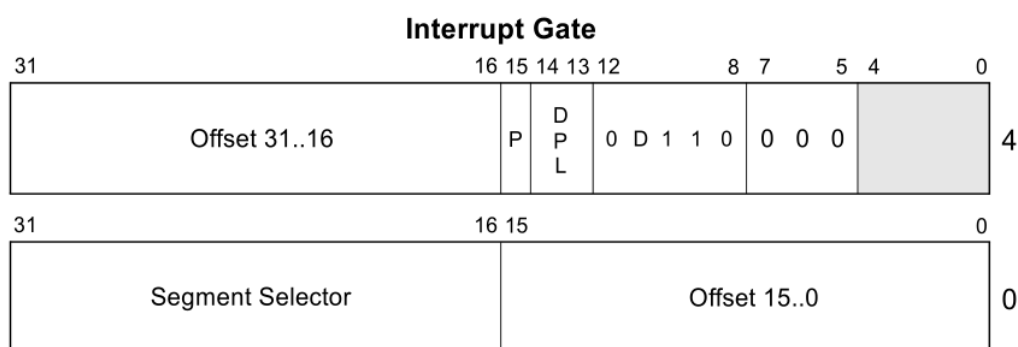 Interrupt Gate
31 16 15 14 13 12 8 7 5 4 0
Offset 31..16 P DPL 0 D 1 1 0 0 0 0 4
31 16 15 0
Segment Selector Offset 15..0 0